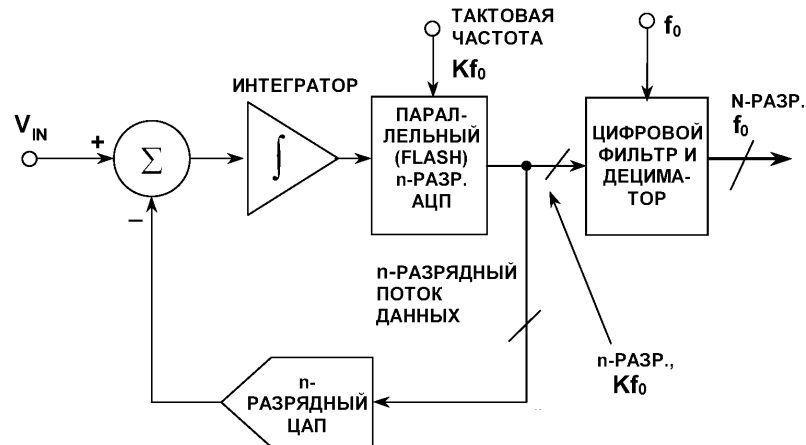 ТАКТОВАЯ
ЧАСТОТА
Kf₀
f₀
ИНТЕГРАТОР
N-РАЗР.
f₀
V_IN
+
Σ
–
∫
ПАРАЛ-
ЛЕЛЬНЫЙ
(FLASH)
n-РАЗР.
АЦП
ЦИФРОВОЙ
ФИЛЬТР И
ДЕЦИМА-
ТОР
n-РАЗРЯДНЫЙ
ПОТОК
ДАННЫХ
n-РАЗР.,
Kf₀
n-
РАЗРЯДНЫЙ
ЦАП